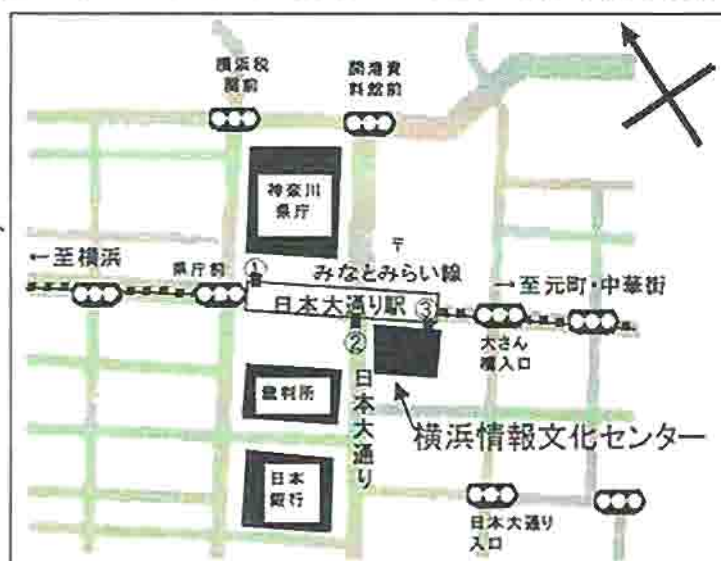 横浜税
関前
開港資
料館前
神奈川
県庁
〒
←至横浜
県庁前
①
みなとみらい線
→至元町・中華街
日本大通り駅
③
②
大さん
橋入口
裁判所
日本大通り
横浜情報文化センター
日本
銀行
日本大通り
入口